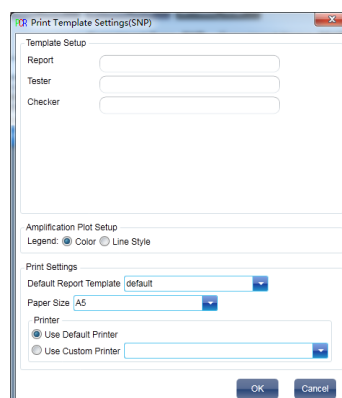 PCR Print Template Settings(SNP)
Template Setup
Report
Tester
Checker
Amplification Plot Setup
Legend: Color Line Style
Print Settings
Default Report Template default
Paper Size A5
Printer
Use Default Printer
Use Custom Printer
OK Cancel